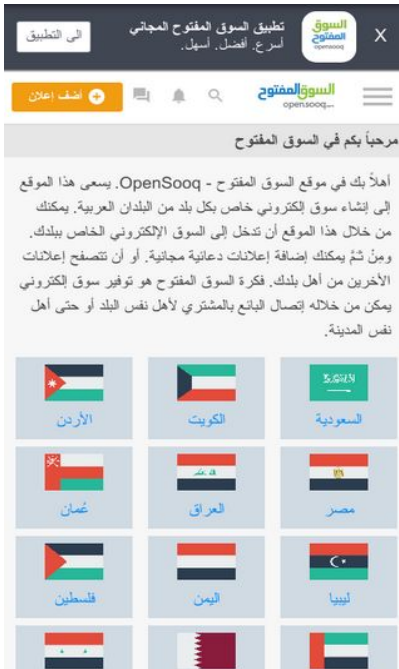 السوق
المفتوح
opensooq
تطبيق السوق المفتوح المجاني
أسرع. أفضل. أسهل.
الى التطبيق
X
السوق المفتوح
opensooq
أضف إعلان
مرحباً بكم في السوق المفتوح
أهلاً بك في موقع السوق المفتوح - OpenSooq. يسعى هذا الموقع
إلى إنشاء سوق إلكتروني خاص بكل بلد من البلدان العربية. يمكنك
من خلال هذا الموقع أن تدخل إلى السوق الإلكتروني الخاص ببلدك.
ومِنْ ثَمَّ يمكنك إضافة إعلانات دعائية مجانية. أو أن تتصفح إعلانات
الأخرين من أهل بلدك. فكرة السوق المفتوح هو توفير سوق إلكتروني
يمكن من خلاله إتصال البائع بالمشتري لأهل نفس البلد أو حتى أهل
نفس المدينة.
السعودية
الكويت
الأردن
مصر
العراق
عُمان
ليبيا
اليمن
فلسطين